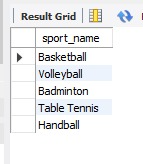 Result Grid
sport_name
Basketball
Volleyball
Badminton
Table Tennis
Handball